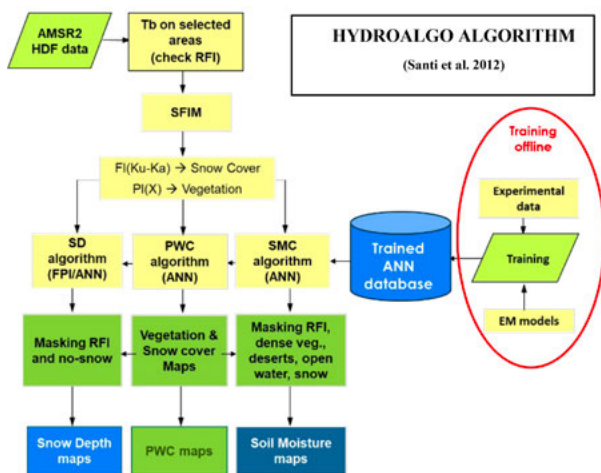 AMSR2
HDF data
Tb on selected
areas
(check RFI)
HYDROALGO ALGORITHM
(Santi et al. 2012)
SFIM
Training
offline
FI(Ku-Ka) → Snow Cover
PI(X) → Vegetation
Experimental
data
SD
algorithm
(FPI/ANN)
PWC
algorithm
(ANN)
SMC
algorithm
(ANN)
Trained
ANN
database
Training
EM models
Masking RFI
and no-snow
Vegetation &
Snow cover
Maps
Masking RFI,
dense veg.,
deserts, open
water, snow
Snow Depth
maps
PWC maps
Soil Moisture
maps